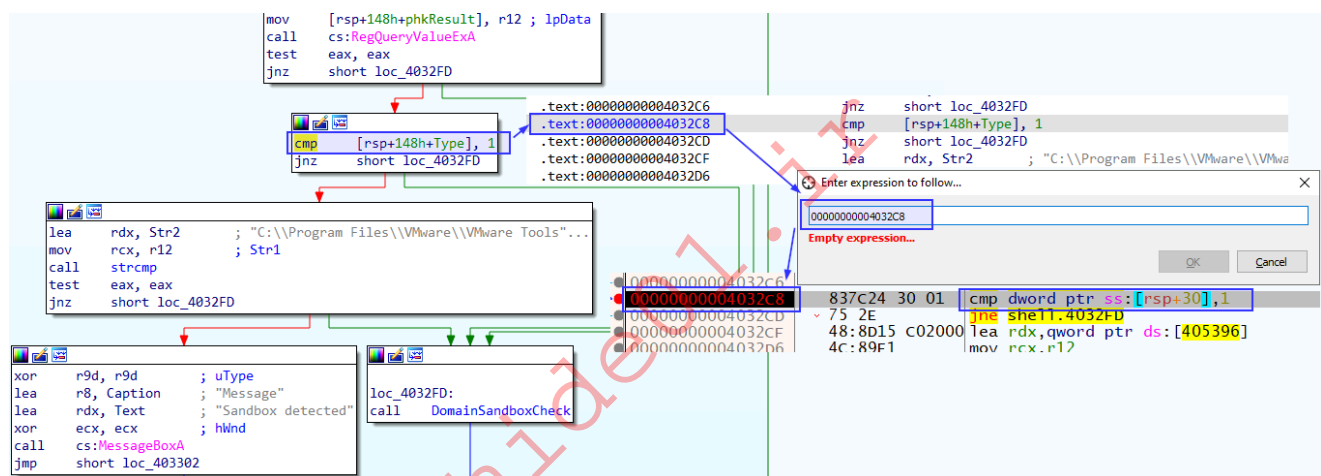 mov [rsp+148h+phkResult], r12 ; lpData
call cs:RegQueryValueExA
test eax, eax
jnz short loc_4032FD
cmp [rsp+148h+Type], 1
jnz short loc_4032FD
.text:00000000004032C6 jnz short loc_4032FD
.text:00000000004032C8 cmp [rsp+148h+Type], 1
.text:00000000004032CD jnz short loc_4032FD
.text:00000000004032CF lea rdx, Str2 ; "C:\\Program Files\\VMware\\VMwa
.text:00000000004032D6
Enter expression to follow...
00000000004032C8
Empty expression...
OK Cancel
lea rdx, Str2 ; "C:\\Program Files\\VMware\\VMware Tools"...
mov rcx, r12 ; Str1
call strcmp
test eax, eax
jnz short loc_4032FD
00000000004032C6
00000000004032C8 837C24 30 01 cmp dword ptr ss:[rsp+30],1
00000000004032CD 75 2E jne shell.4032FD
00000000004032CF 48:8D15 C02000 lea rdx,qword ptr ds:[405396]
00000000004032D6 4C:89E1 mov rcx,r12
xor r9d, r9d ; uType
lea r8, Caption ; "Message"
lea rdx, Text ; "Sandbox detected"
xor ecx, ecx ; hWnd
call cs:MessageBoxA
jmp short loc_403302
loc_4032FD:
call DomainSandboxCheck